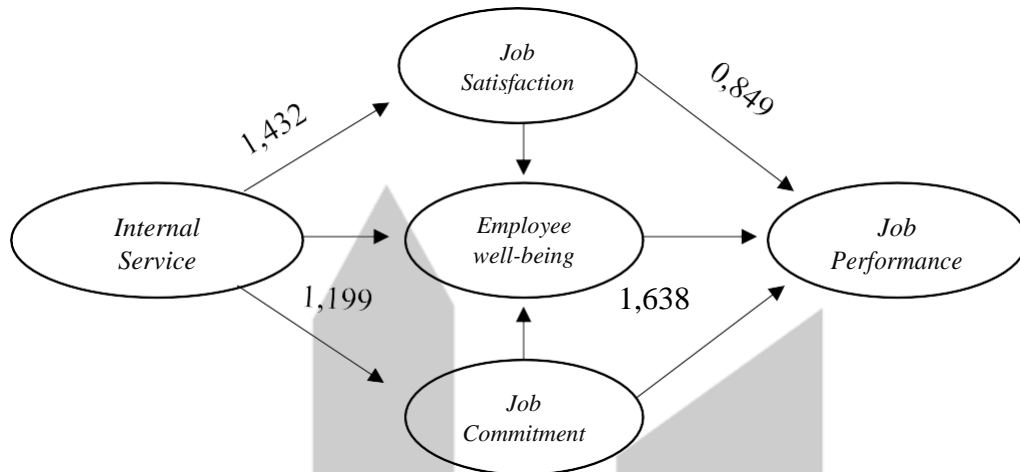 Job
Satisfaction
0,849
1,432
Internal
Service
Employee
well-being
Job
Performance
1,199
1,638
Job
Commitment